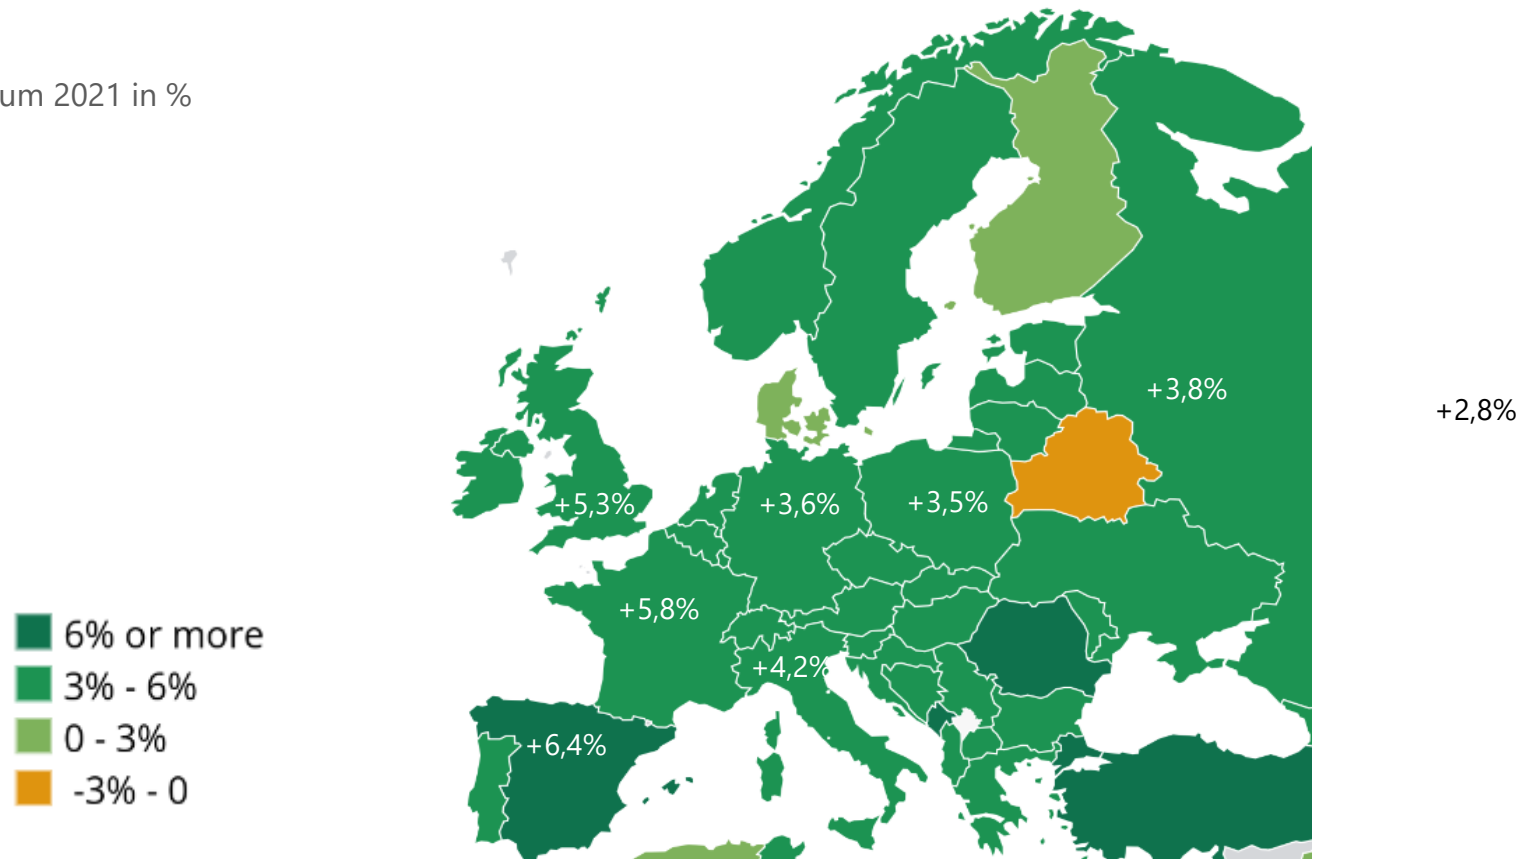 um 2021 in %
+3,8%
+2,8%
+5,3%
+3,6%
+3,5%
+5,8%
+4,2%
+6,4%
6% or more
3% - 6%
0 - 3%
-3% - 0